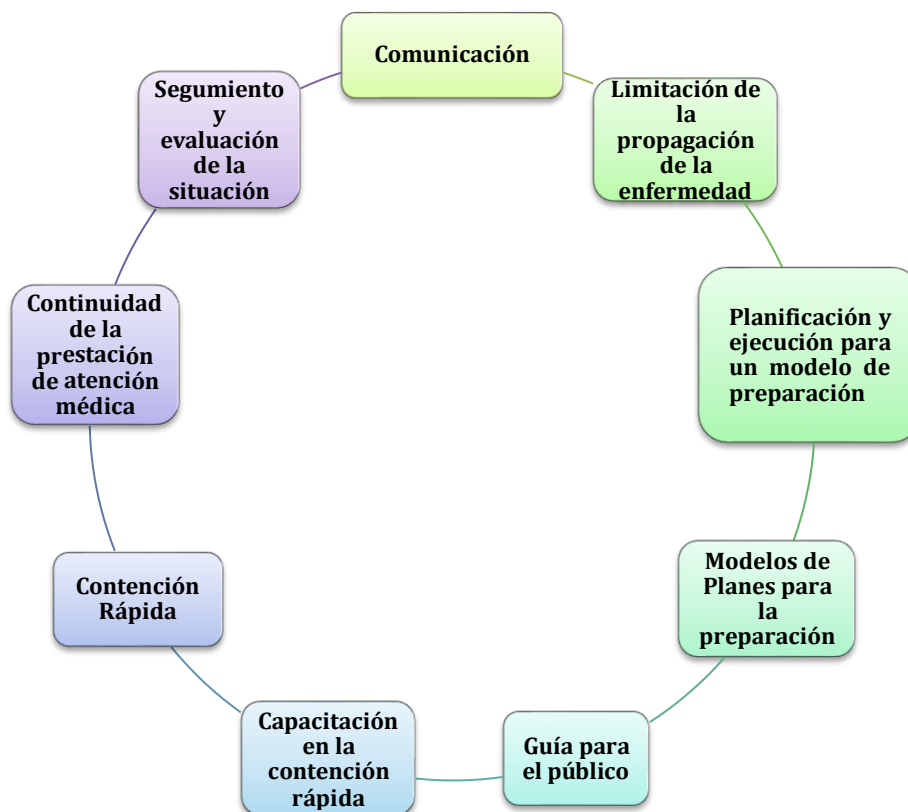 Comunicación
Limitación de
la
propagación
de la
enfermedad
Planificación y
ejecución para
un modelo de
preparación
Modelos de
Planes para
la
preparación
Guía para
el público
Capacitación
en la
contención
rápida
Contención
Rápida
Continuidad
de la
prestación
de atención
médica
Segumiento
y
evaluación
de la
situación